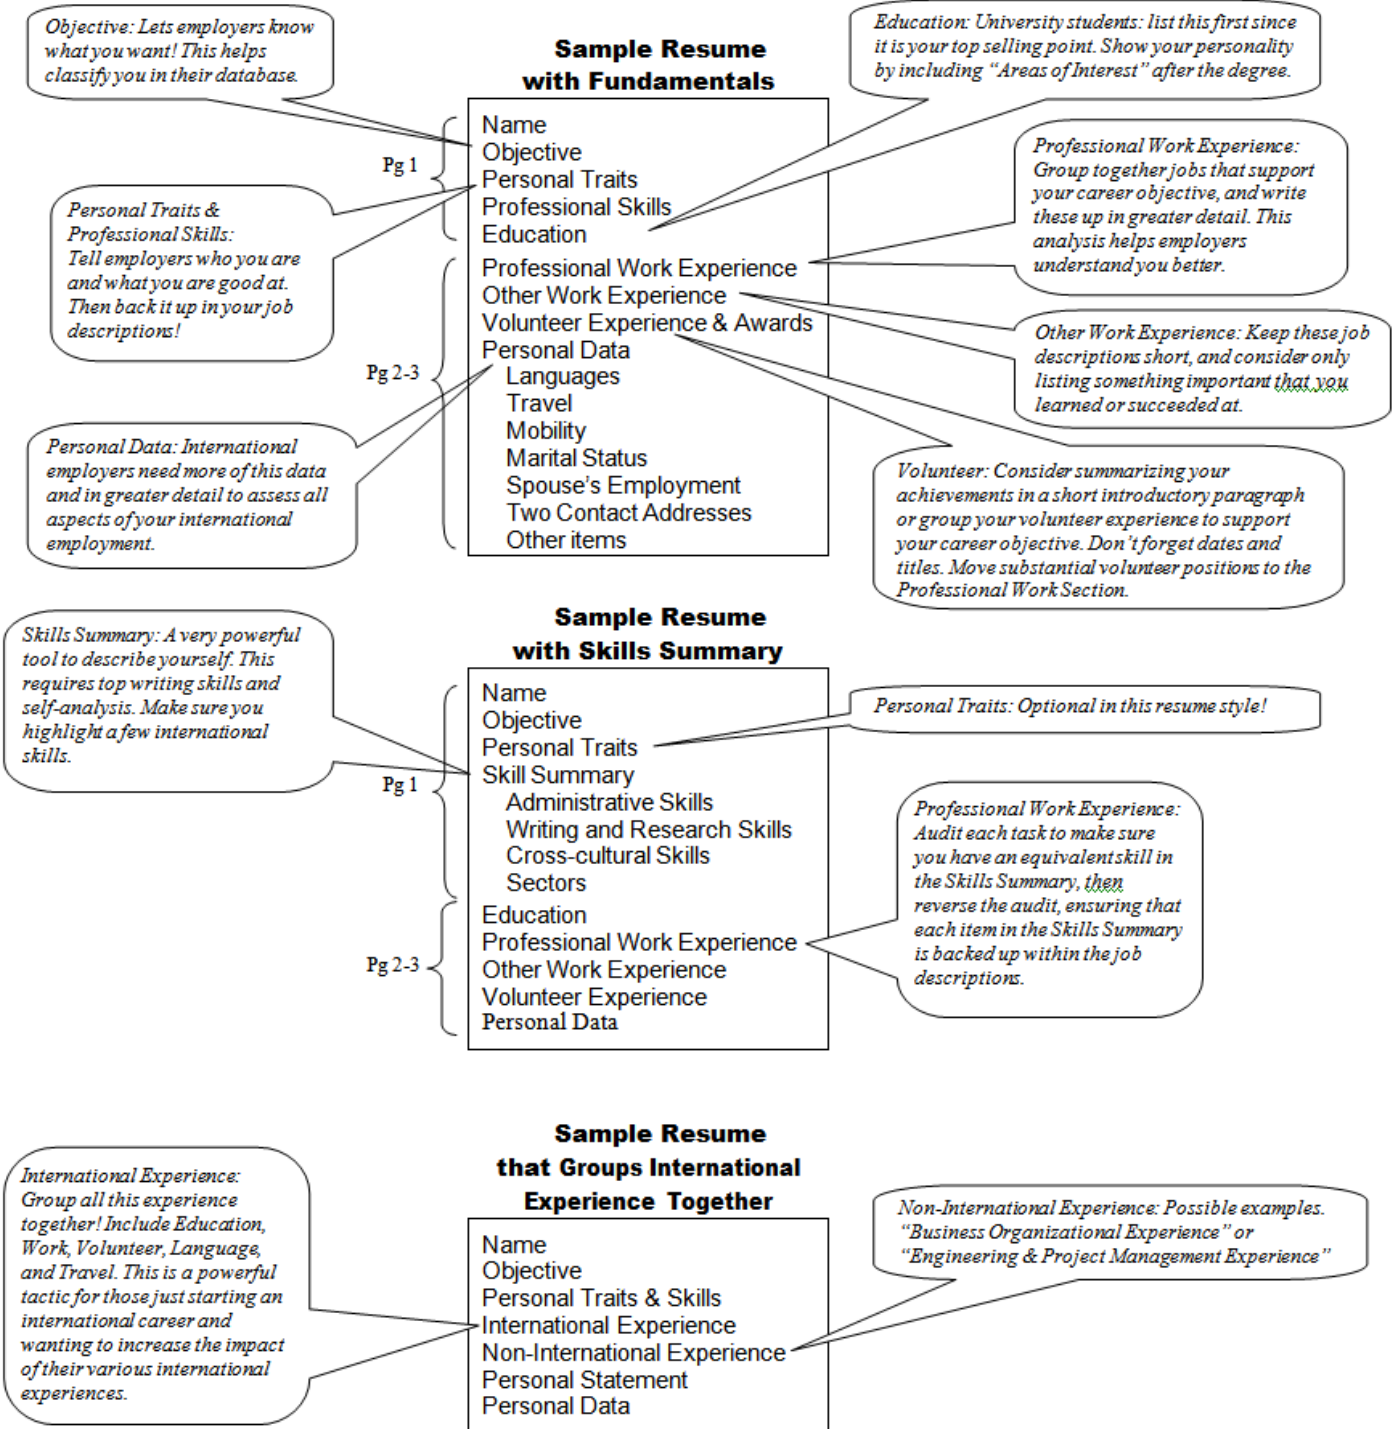 Objective: Lets employers know
what you want! This helps
classify you in their database.
Sample Resume
with Fundamentals
Education: University students: list this first since
it is your top selling point. Show your personality
by including “Areas of Interest” after the degree.
Pg 1
Name
Objective
Personal Traits
Professional Skills
Education
Personal Traits &
Professional Skills:
Tell employers who you are
and what you are good at.
Then back it up in your job
descriptions!
Professional Work Experience:
Group together jobs that support
your career objective, and write
these up in greater detail. This
analysis helps employers
understand you better.
Pg 2-3
Professional Work Experience
Other Work Experience
Volunteer Experience & Awards
Personal Data
Languages
Travel
Mobility
Marital Status
Spouse’s Employment
Two Contact Addresses
Other items
Other Work Experience: Keep these job
descriptions short, and consider only
listing something important that you
learned or succeeded at.
Personal Data: International
employers need more of this data
and in greater detail to assess all
aspects of your international
employment.
Volunteer: Consider summarizing your
achievements in a short introductory paragraph
or group your volunteer experience to support
your career objective. Don’t forget dates and
titles. Move substantial volunteer positions to the
Professional Work Section.
Sample Resume
with Skills Summary
Skills Summary: A very powerful
tool to describe yourself. This
requires top writing skills and
self-analysis. Make sure you
highlight a few international
skills.
Pg 1
Name
Objective
Personal Traits
Skill Summary
Administrative Skills
Writing and Research Skills
Cross-cultural Skills
Sectors
Personal Traits: Optional in this resume style!
Pg 2-3
Education
Professional Work Experience
Other Work Experience
Volunteer Experience
Personal Data
Professional Work Experience:
Audit each task to make sure
you have an equivalent skill in
the Skills Summary, then
reverse the audit, ensuring that
each item in the Skills Summary
is backed up within the job
descriptions.
Sample Resume
that Groups International
Experience Together
International Experience:
Group all this experience
together! Include Education,
Work, Volunteer, Language,
and Travel. This is a powerful
tactic for those just starting an
international career and
wanting to increase the impact
of their various international
experiences.
Name
Objective
Personal Traits & Skills
International Experience
Non-International Experience
Personal Statement
Personal Data
Non-International Experience: Possible examples.
“Business Organizational Experience” or
“Engineering & Project Management Experience”